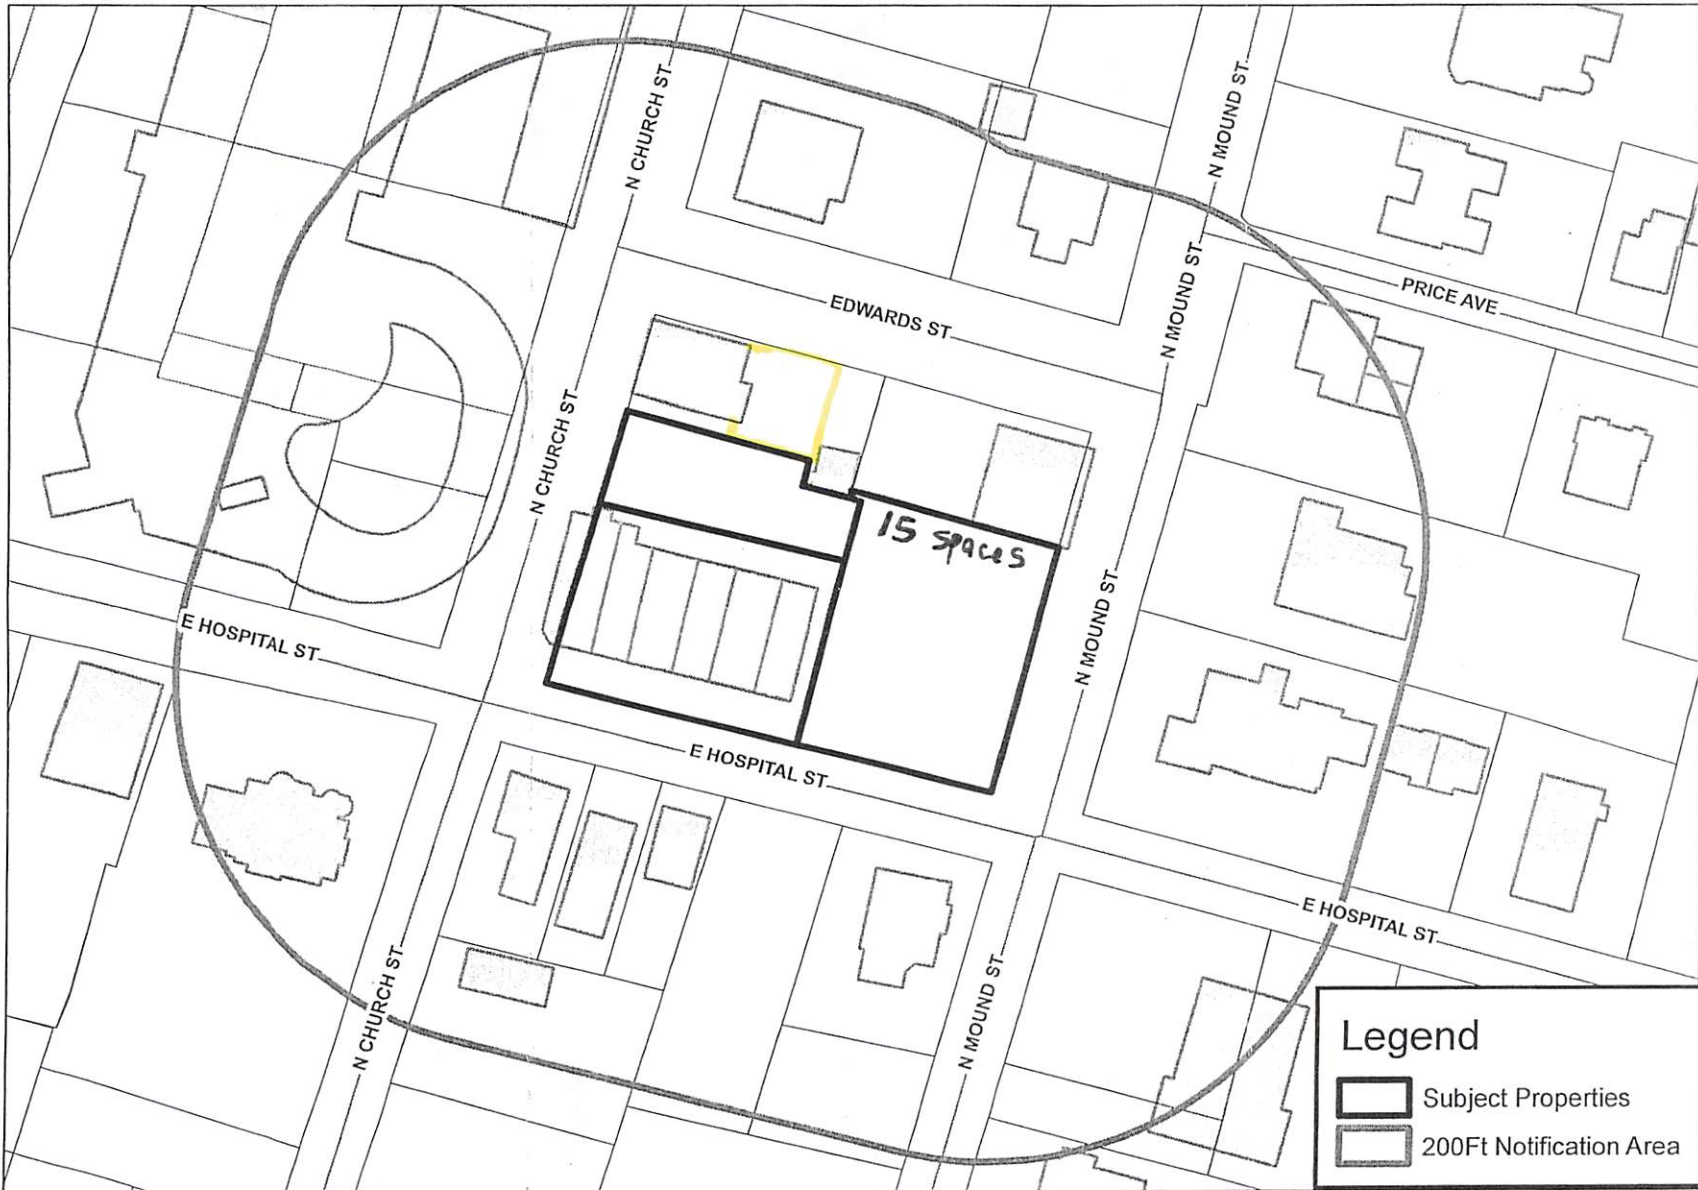 N CHURCH ST
N MOUND ST
N MOUND ST
PRICE AVE
EDWARDS ST
N CHURCH ST
15 spaces
N MOUND ST
E HOSPITAL ST
E HOSPITAL ST
E HOSPITAL ST
N CHURCH ST
N MOUND ST
Legend
Subject Properties
200Ft Notification Area